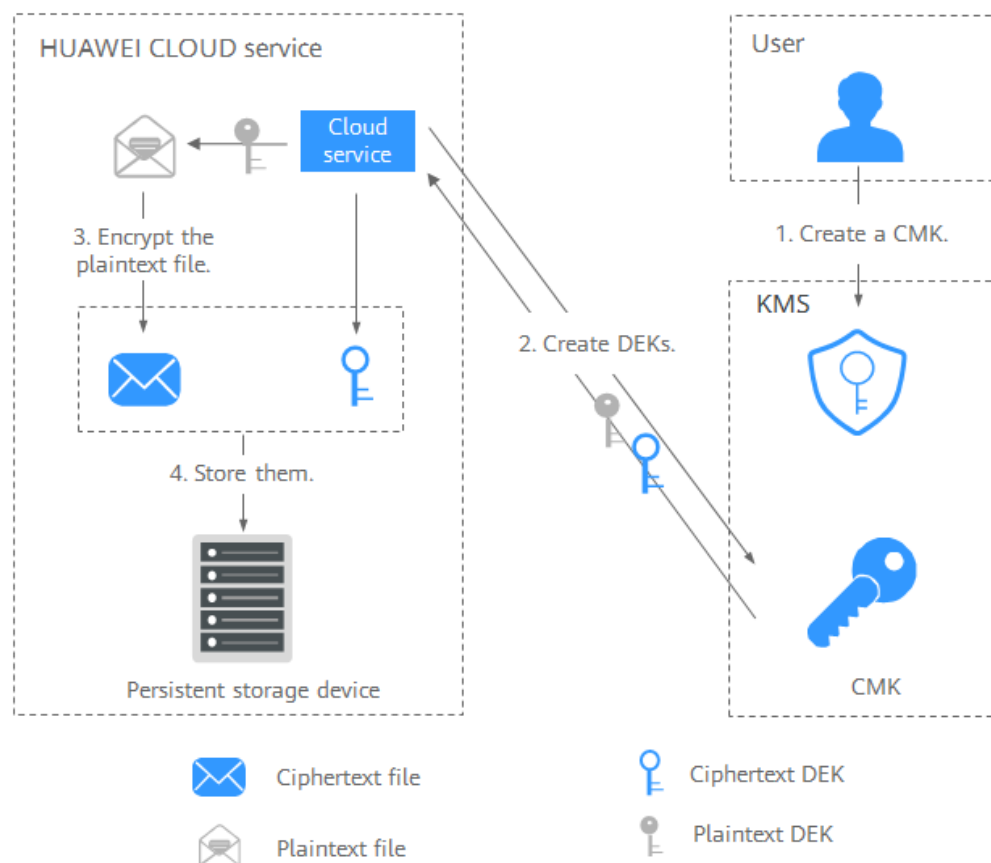 HUAWEI CLOUD service
User
Cloud
service
3. Encrypt the
plaintext file.
1. Create a CMK.
KMS
2. Create DEKs.
4. Store them.
Persistent storage device
CMK
Ciphertext file
Ciphertext DEK
Plaintext file
Plaintext DEK